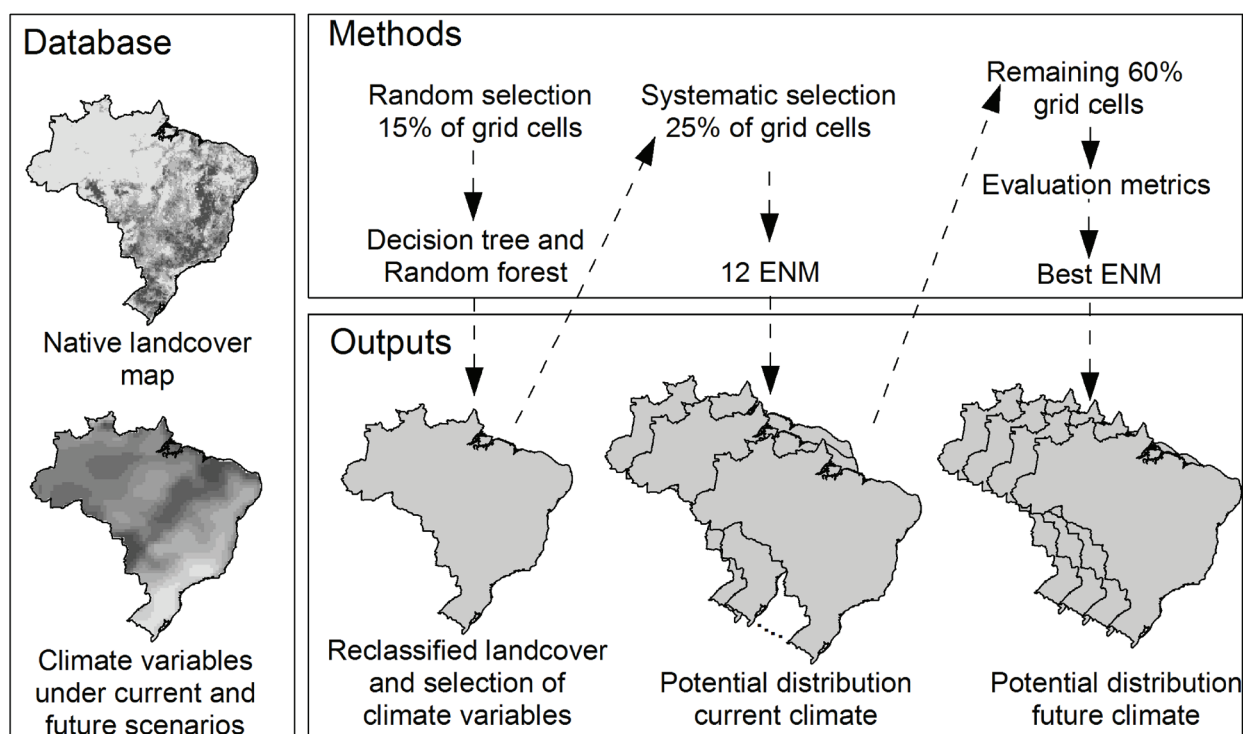 Database
Native landcover
map
Climate variables
under current and
future scenarios
Methods
Random selection
15% of grid cells
Decision tree and
Random forest
Systematic selection
25% of grid cells
12 ENM
Remaining 60%
grid cells
Evaluation metrics
Best ENM
Outputs
Reclassified landcover
and selection of
climate variables
Potential distribution
current climate
Potential distribution
future climate